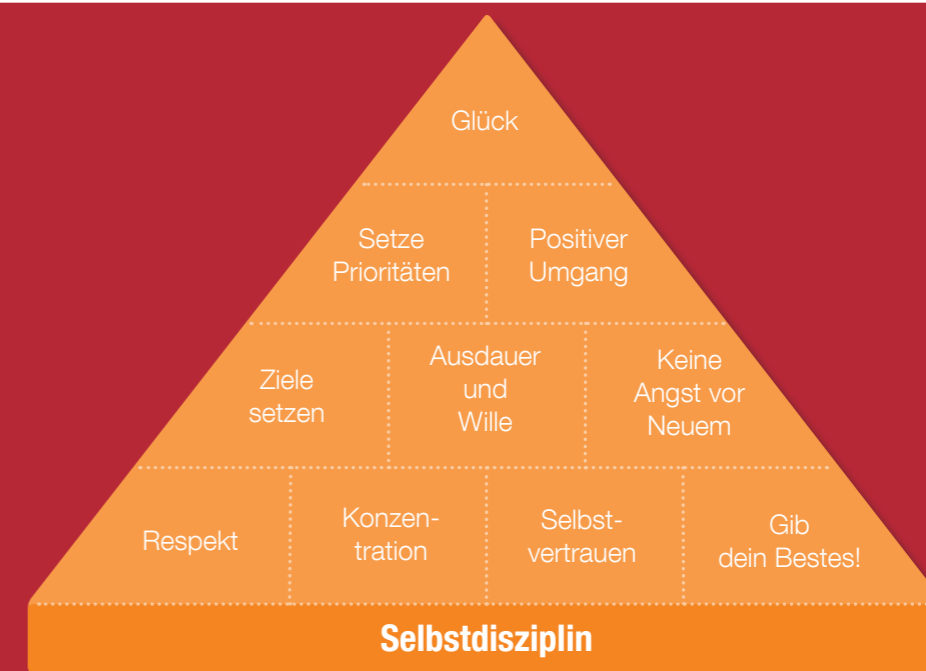 Glück
Setze
Prioritäten
Positiver
Umgang
Ziele
setzen
Ausdauer
und
Wille
Keine
Angst vor
Neuem
Respekt
Konzen-
tration
Selbst-
vertrauen
Gib
dein Bestes!
Selbstdisziplin